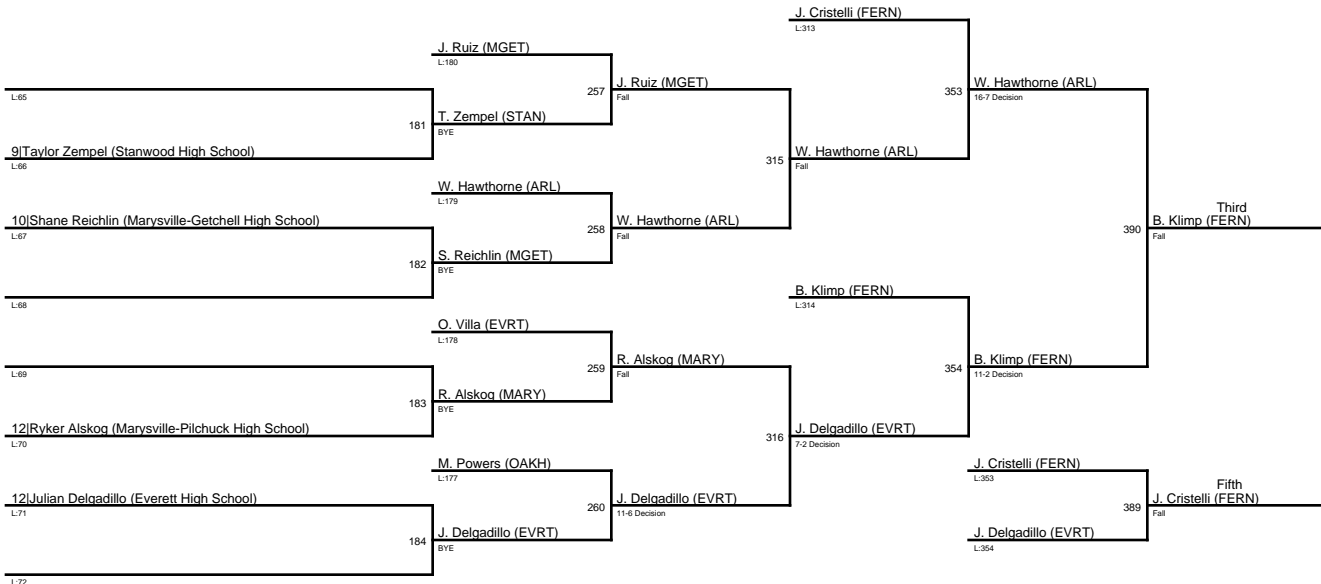 J. Cristelli (FERN)
L:313
J. Ruiz (MGET)
L:180
J. Ruiz (MGET)
Fall
257
W. Hawthorne (ARL)
16-7 Decision
353
L:65
T. Zempel (STAN)
BYE
181
9|Taylor Zempel (Stanwood High School)
L:66
W. Hawthorne (ARL)
Fall
315
W. Hawthorne (ARL)
L:179
10|Shane Reichlin (Marysville-Getchell High School)
L:67
W. Hawthorne (ARL)
Fall
258
Third
B. Klimp (FERN)
Fall
390
S. Reichlin (MGET)
BYE
182
L:68
B. Klimp (FERN)
L:314
O. Villa (EVRT)
L:178
L:69
R. Alskog (MARY)
Fall
259
B. Klimp (FERN)
11-2 Decision
354
R. Alskog (MARY)
BYE
183
12|Ryker Alskog (Marysville-Pilchuck High School)
L:70
J. Delgadillo (EVRT)
7-2 Decision
316
M. Powers (OAKH)
L:177
J. Cristelli (FERN)
L:353
12|Julian Delgadillo (Everett High School)
L:71
J. Delgadillo (EVRT)
11-6 Decision
260
Fifth
J. Cristelli (FERN)
Fall
389
J. Delgadillo (EVRT)
BYE
184
J. Delgadillo (EVRT)
L:354
L:72